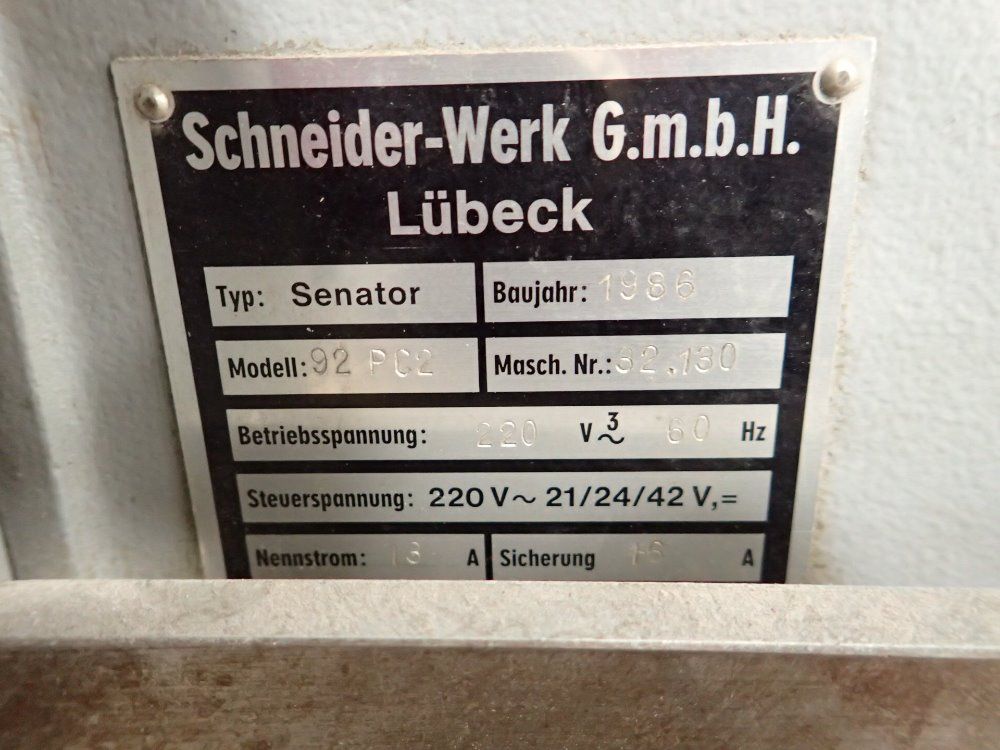 Schneider-Werk G.m.b.H.
Lübeck
Typ: Senator
Baujahr: 1986
Modell: 92 PC2
Masch. Nr.: 92.130
Betriebsspannung: 220 V 3~ 60 Hz
Steuerspannung: 220 V~ 21/24/42 V,=
Nennstrom: 13 A
Sicherung 16 A